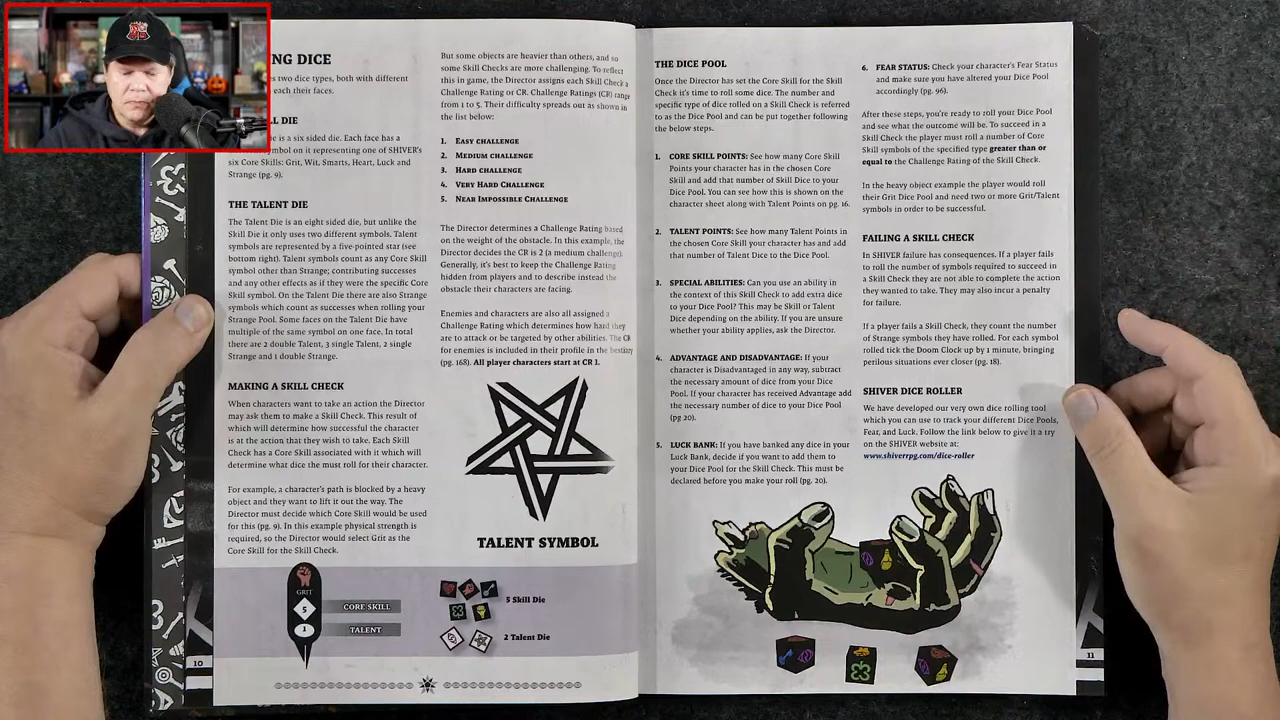 NG DICE
es two dice types, both with different
each their faces.
L DIE
is a six sided die. Each face has a
symbol on it representing one of SHIVER's
six Core Skills: Grit, Wit, Smarts, Heart, Luck and
Strange (pg. 9).
THE TALENT DIE
The Talent Die is an eight sided die, but unlike the
Skill Die it only uses two different symbols. Talent
symbols are represented by a five-pointed star (see
bottom right). Talent symbols count as any Core Skill
symbol other than Strange; contributing successes
and any other effects as if they were the specific Core
Skill symbol. On the Talent Die there are also Strange
symbols which count as successes when rolling your
Strange Pool. Some faces on the Talent Die have
multiple of the same symbol on one face. In total
there are 2 double Talent, 3 single Talent, 2 single
Strange and 1 double Strange.
MAKING A SKILL CHECK
When characters want to take an action the Director
may ask them to make a Skill Check. This result of
which will determine how successful the character
is at the action that they wish to take. Each Skill
Check has a Core Skill associated with it which will
determine what dice the must roll for their character.
For example, a character's path is blocked by a heavy
object and they want to lift it out the way. The
Director must decide which Core Skill would be used
for this (pg. 9). In this example physical strength is
required, so the Director would select Grit as the
Core Skill for the Skill Check.
But some objects are heavier than others, and so
some Skill Checks are more challenging. To reflect
this in game, the Director assigns each Skill Check a
Challenge Rating or CR. Challenge Ratings (CR) range
from 1 to 5. Their difficulty spreads out as shown in
the list below:
1. EASY CHALLENGE
2. MEDIUM CHALLENGE
3. HARD CHALLENGE
4. VERY HARD CHALLENGE
5. NEAR IMPOSSIBLE CHALLENGE
The Director determines a Challenge Rating based
on the weight of the obstacle. In this example, the
Director decides the CR is 2 (a medium challenge).
Generally, it's best to keep the Challenge Rating
hidden from players and to describe instead the
obstacle their characters are facing.
Enemies and characters are also all assigned a
Challenge Rating which determines how hard they
are to attack or be targeted by other abilities. The CR
for enemies is included in their profile in the bestiary
(pg. 168). All player characters start at CR 1.
TALENT SYMBOL
GRIT
5
CORE SKILL
1
TALENT
5 Skill Die
2 Talent Die
10
THE DICE POOL
Once the Director has set the Core Skill for the Skill
Check it's time to roll some dice. The number and
specific type of dice rolled on a Skill Check is referred
to as the Dice Pool and can be put together following
the below steps.
1. CORE SKILL POINTS: See how many Core Skill
Points your character has in the chosen Core
Skill and add that number of Skill Dice to your
Dice Pool. You can see how this is shown on the
character sheet along with Talent Points on pg. 16.
2. TALENT POINTS: See how many Talent Points in
the chosen Core Skill your character has and add
that number of Talent Dice to the Dice Pool.
3. SPECIAL ABILITIES: Can you use an ability in
the context of this Skill Check to add extra dice
to your Dice Pool? This may be Skill or Talent
Dice depending on the ability. If you are unsure
whether your ability applies, ask the Director.
4. ADVANTAGE AND DISADVANTAGE: If your
character is Disadvantaged in any way, subtract
the necessary amount of dice from your Dice
Pool. If your character has received Advantage add
the necessary number of dice to your Dice Pool
(pg 20).
5. LUCK BANK: If you have banked any dice in your
Luck Bank, decide if you want to add them to
your Dice Pool for the Skill Check. This must be
declared before you make your roll (pg. 20).
6. FEAR STATUS: Check your character's Fear Status
and make sure you have altered your Dice Pool
accordingly (pg. 96).
After these steps, you're ready to roll your Dice Pool
and see what the outcome will be. To succeed in a
Skill Check the player must roll a number of Core
Skill symbols of the specified type greater than or
equal to the Challenge Rating of the Skill Check.
In the heavy object example the player would roll
their Grit Dice Pool and need two or more Grit/Talent
symbols in order to be successful.
FAILING A SKILL CHECK
In SHIVER failure has consequences. If a player fails
to roll the number of symbols required to succeed in
a Skill Check they are not able to complete the action
they wanted to take. They may also incur a penalty
for failure.
If a player fails a Skill Check, they count the number
of Strange symbols they have rolled. For each symbol
rolled tick the Doom Clock up by 1 minute, bringing
perilous situations ever closer (pg. 18).
SHIVER DICE ROLLER
We have developed our very own dice rolling tool
which you can use to track your different Dice Pools,
Fear, and Luck. Follow the link below to give it a try
on the SHIVER website at:
www.shiverrpg.com/dice-roller
11